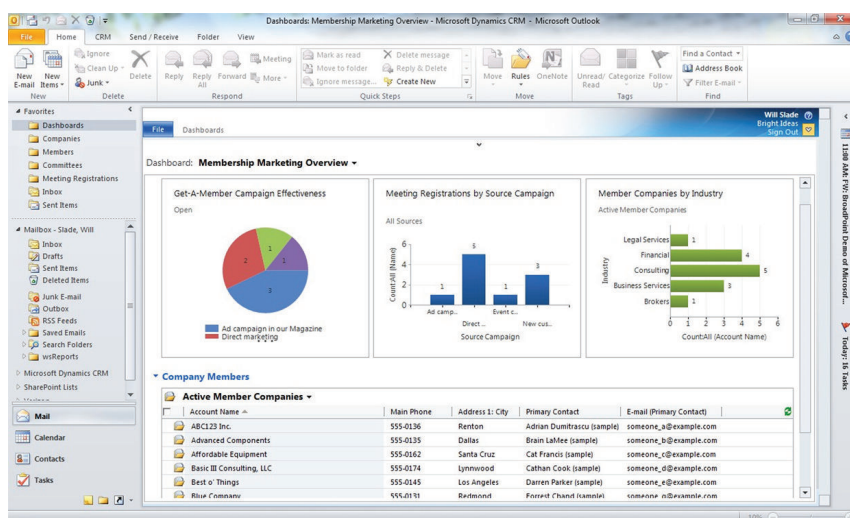 Dashboards: Membership Marketing Overview - Microsoft Dynamics CRM - Microsoft Outlook
File Home CRM Send / Receive Folder View
New E-mail
New Items
New
Ignore
Clean Up
Junk
Delete
Delete
Reply
Reply All
Forward
Meeting
More
Respond
Mark as read
Move to folder
Ignore message...
Delete message
Reply & Delete
Create New
Quick Steps
Move
Rules
OneNote
Move
Unread/ Read
Categorize
Follow Up
Tags
Find a Contact
Address Book
Filter E-mail
Find
Favorites
Dashboards
Companies
Members
Committees
Meeting Registrations
Inbox
Sent Items
Mailbox - Slade, Will
Inbox
Drafts
Sent Items
Deleted Items
Junk E-mail
Outbox
RSS Feeds
Saved Emails
Search Folders
wsReports
Microsoft Dynamics CRM
SharePoint Lists
Mail
Calendar
Contacts
Tasks
File Dashboards
Will Slade
Bright Ideas
Sign Out
Dashboard: Membership Marketing Overview
Get-A-Member Campaign Effectiveness
Open
1
2
1
3
Ad campaign in our Magazine
Direct marketing
Meeting Registrations by Source Campaign
All Sources
Count:All (Name)
6
4
2
0
1
5
1
3
Ad camp...
Direct ...
Event c...
New cus...
Source Campaign
Member Companies by Industry
Active Member Companies
Industry
Legal Services 1
Financial 4
Consulting 5
Business Services 3
Brokers 1
0 1 2 3 4 5 6
Count:All (Account Name)
Company Members
Active Member Companies
Account Name Main Phone Address 1: City Primary Contact E-mail (Primary Contact)
ABC123 Inc. 555-0136 Renton Adrian Dumitrascu (sample) someone_a@example.com
Advanced Components 555-0135 Dallas Brain LaMee (sample) someone_b@example.com
Affordable Equipment 555-0162 Santa Cruz Cat Francis (sample) someone_c@example.com
Basic III Consulting, LLC 555-0174 Lynnwood Cathan Cook (sample) someone_d@example.com
Best o' Things 555-0145 Los Angeles Darren Parker (sample) someone_e@example.com
Blue Company 555-0131 Redmond Forrest Chand (sample)
11:00 AM: FW: BroadPoint Demo of Microsof...
Today: 16 Tasks
100%